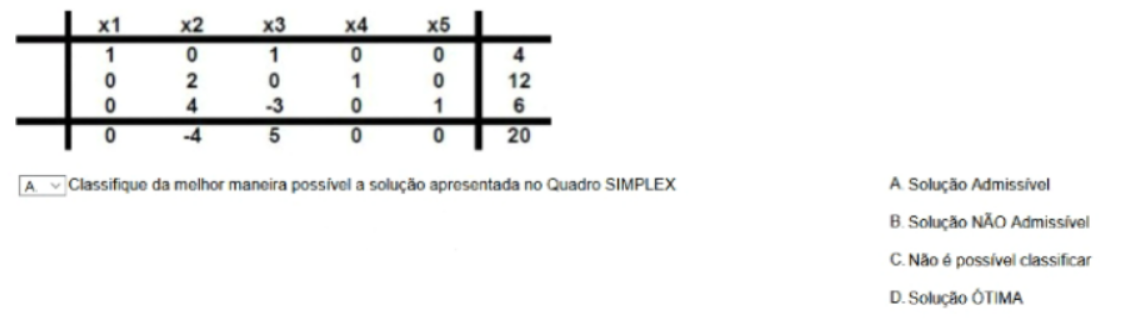 x1 x2 x3 x4 x5
1 0 1 0 0 4
0 2 0 1 0 12
0 4 -3 0 1 6
0 -4 5 0 0 20
A. Classifique da melhor maneira possível a solução apresentada no Quadro SIMPLEX
A. Solução Admissível
B. Solução NÃO Admissível
C. Não é possível classificar
D. Solução ÓTIMA